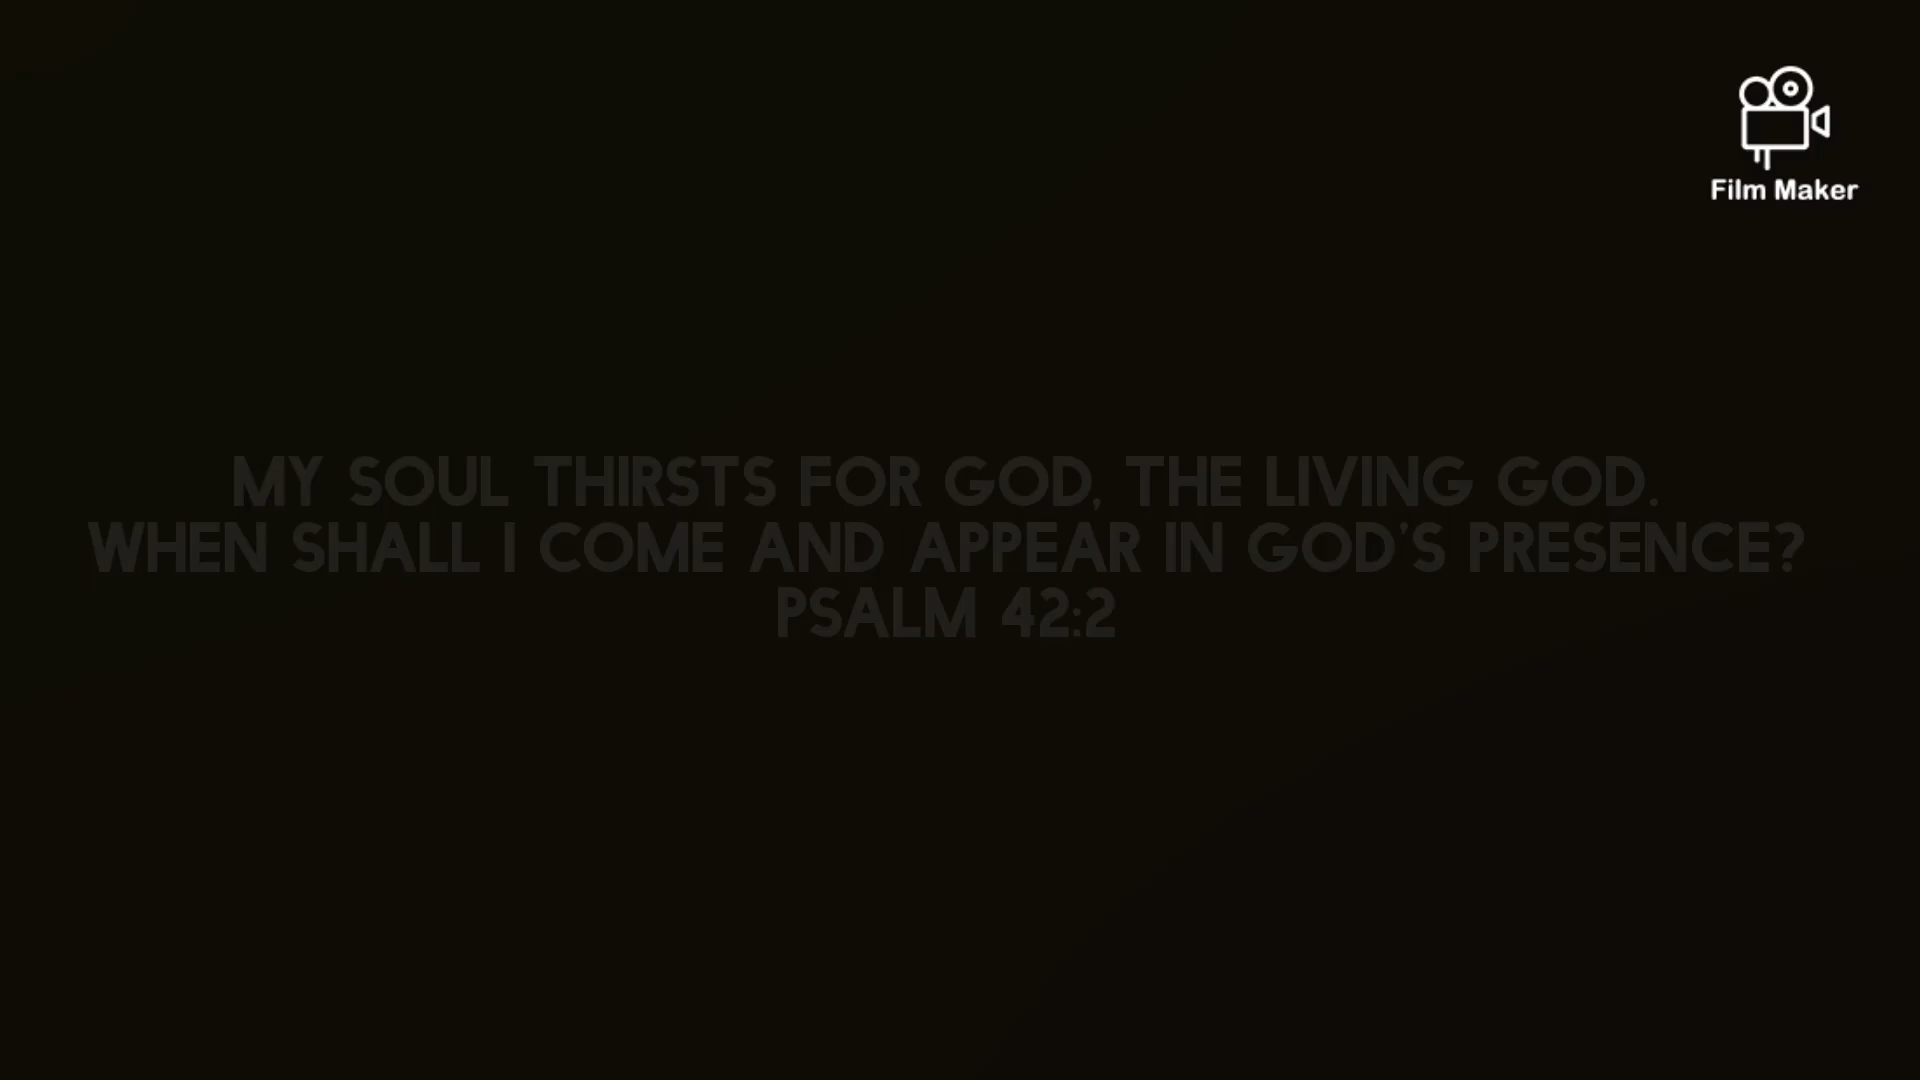 Film Maker
MY SOUL THIRSTS FOR GOD, THE LIVING GOD.
WHEN SHALL I COME AND APPEAR IN GOD'S PRESENCE?
PSALM 42:2